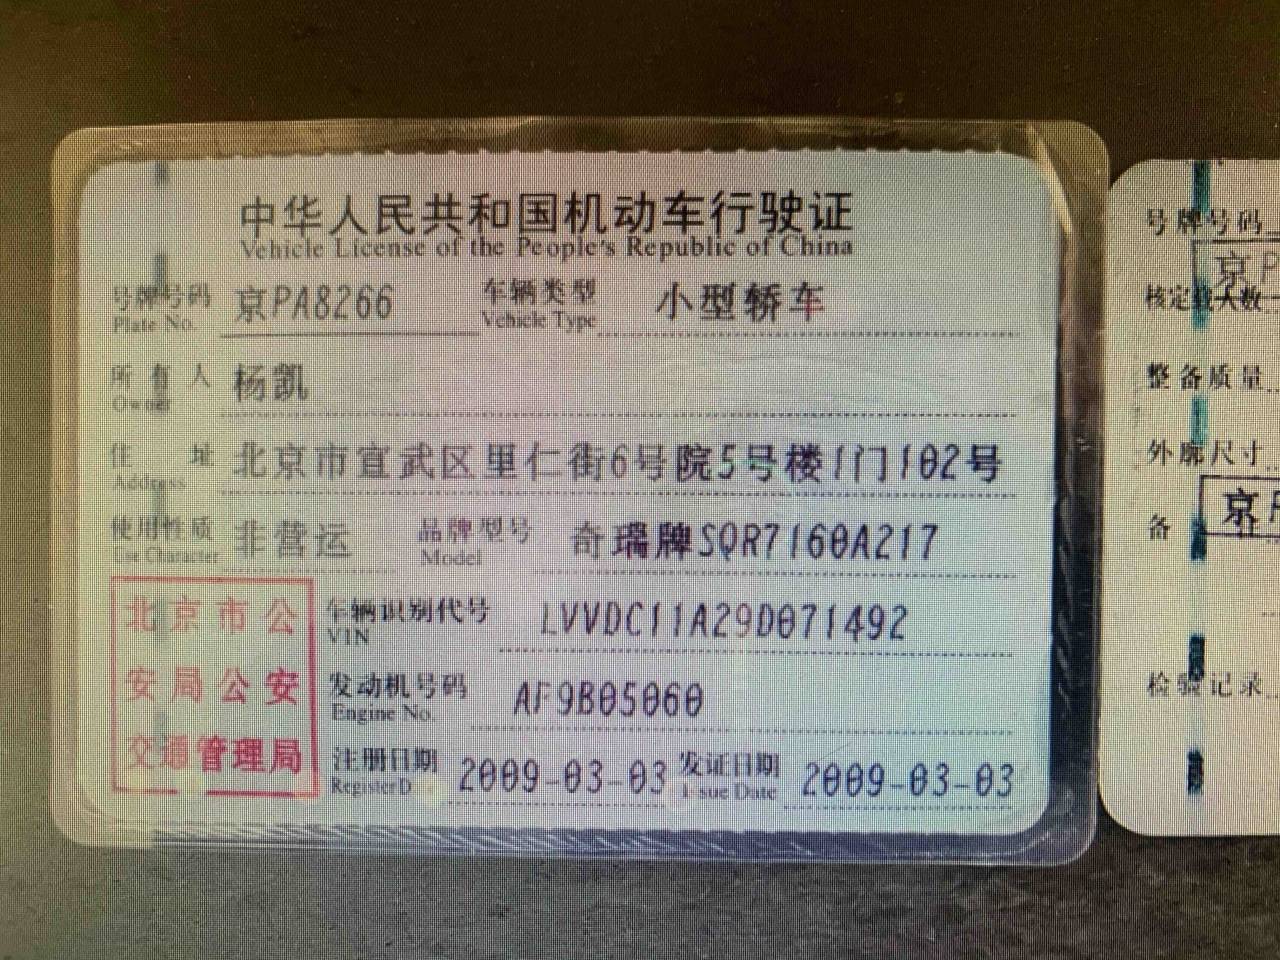 中华人民共和国机动车行驶证
Vehicle License of the People's Republic of China
号牌号码 京PA8266 车辆类型 小型轿车
Plate No. Vehicle Type
所有人 杨凯
Owner
住址 北京市宣武区里仁街6号院5号楼1门102号
Address
使用性质 非营运 品牌型号 奇瑞牌SQR7160A217
Use Character Model
北京市公
安局公安
交通管理局
车辆识别代号 LVVDC11A29D071492
VIN
发动机号码 AF9B05060
Engine No.
注册日期 2009-03-03 发证日期 2009-03-03
Register D sue Date
号牌号码
京P
核定载人数
整备质量
外廓尺寸
京
备
检验记录